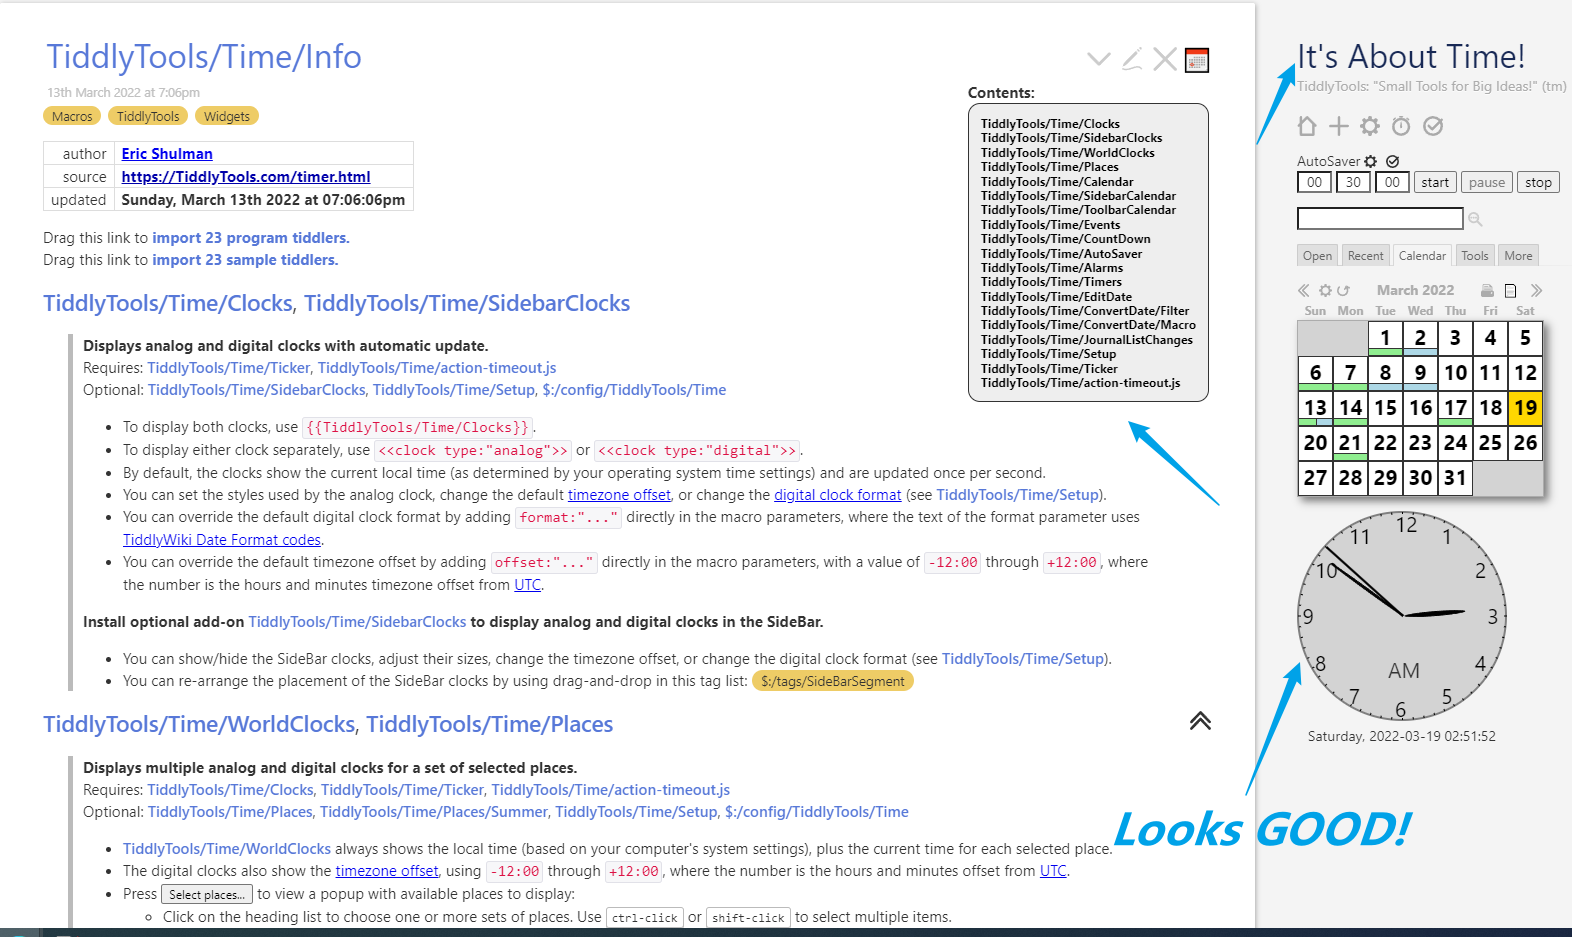 TiddlyTools/Time/Info
13th March 2022 at 7:06pm
Macros TiddlyTools Widgets
author Eric Shulman
source https://TiddlyTools.com/timer.html
updated Sunday, March 13th 2022 at 07:06:06pm
Drag this link to import 23 program tiddlers.
Drag this link to import 23 sample tiddlers.
Contents:
TiddlyTools/Time/Clocks
TiddlyTools/Time/SidebarClocks
TiddlyTools/Time/WorldClocks
TiddlyTools/Time/Places
TiddlyTools/Time/Calendar
TiddlyTools/Time/SidebarCalendar
TiddlyTools/Time/ToolbarCalendar
TiddlyTools/Time/Events
TiddlyTools/Time/CountDown
TiddlyTools/Time/AutoSaver
TiddlyTools/Time/Alarms
TiddlyTools/Time/Timers
TiddlyTools/Time/EditDate
TiddlyTools/Time/ConvertDate/Filter
TiddlyTools/Time/ConvertDate/Macro
TiddlyTools/Time/JournalListChanges
TiddlyTools/Time/Setup
TiddlyTools/Time/Ticker
TiddlyTools/Time/action-timeout.js
TiddlyTools/Time/Clocks, TiddlyTools/Time/SidebarClocks
Displays analog and digital clocks with automatic update.
Requires: TiddlyTools/Time/Ticker, TiddlyTools/Time/action-timeout.js
Optional: TiddlyTools/Time/SidebarClocks, TiddlyTools/Time/Setup, $:/config/TiddlyTools/Time
• To display both clocks, use {{TiddlyTools/Time/Clocks}}.
• To display either clock separately, use <<clock type:"analog">> or <<clock type:"digital">>.
• By default, the clocks show the current local time (as determined by your operating system time settings) and are updated once per second.
• You can set the styles used by the analog clock, change the default timezone offset, or change the digital clock format (see TiddlyTools/Time/Setup).
• You can override the default digital clock format by adding format:"..." directly in the macro parameters, where the text of the format parameter uses
TiddlyWiki Date Format codes.
• You can override the default timezone offset by adding offset:"..." directly in the macro parameters, with a value of -12:00 through +12:00, where
the number is the hours and minutes timezone offset from UTC.
Install optional add-on TiddlyTools/Time/SidebarClocks to display analog and digital clocks in the SideBar.
• You can show/hide the SideBar clocks, adjust their sizes, change the timezone offset, or change the digital clock format (see TiddlyTools/Time/Setup).
• You can re-arrange the placement of the SideBar clocks by using drag-and-drop in this tag list: $:/tags/SideBarSegment
TiddlyTools/Time/WorldClocks, TiddlyTools/Time/Places
Displays multiple analog and digital clocks for a set of selected places.
Requires: TiddlyTools/Time/Clocks, TiddlyTools/Time/Ticker, TiddlyTools/Time/action-timeout.js
Optional: TiddlyTools/Time/Places, TiddlyTools/Time/Places/Summer, TiddlyTools/Time/Setup, $:/config/TiddlyTools/Time
• TiddlyTools/Time/WorldClocks always shows the local time (based on your computer's system settings), plus the current time for each selected place.
• The digital clocks also show the timezone offset, using -12:00 through +12:00, where the number is the hours and minutes offset from UTC.
• Press Select places... to view a popup with available places to display:
◦ Click on the heading list to choose one or more sets of places. Use ctrl-click or shift-click to select multiple items.
It's About Time!
TiddlyTools: "Small Tools for Big Ideas!" (tm)
AutoSaver
00 30 00 start pause stop
Open Recent Calendar Tools More
March 2022
Sun Mon Tue Wed Thu Fri Sat
1 2 3 4 5
6 7 8 9 10 11 12
13 14 15 16 17 18 19
20 21 22 23 24 25 26
27 28 29 30 31
12
11 1
10 2
9 3
8 4
AM
7 5
6
Saturday, 2022-03-19 02:51:52
Looks GOOD!